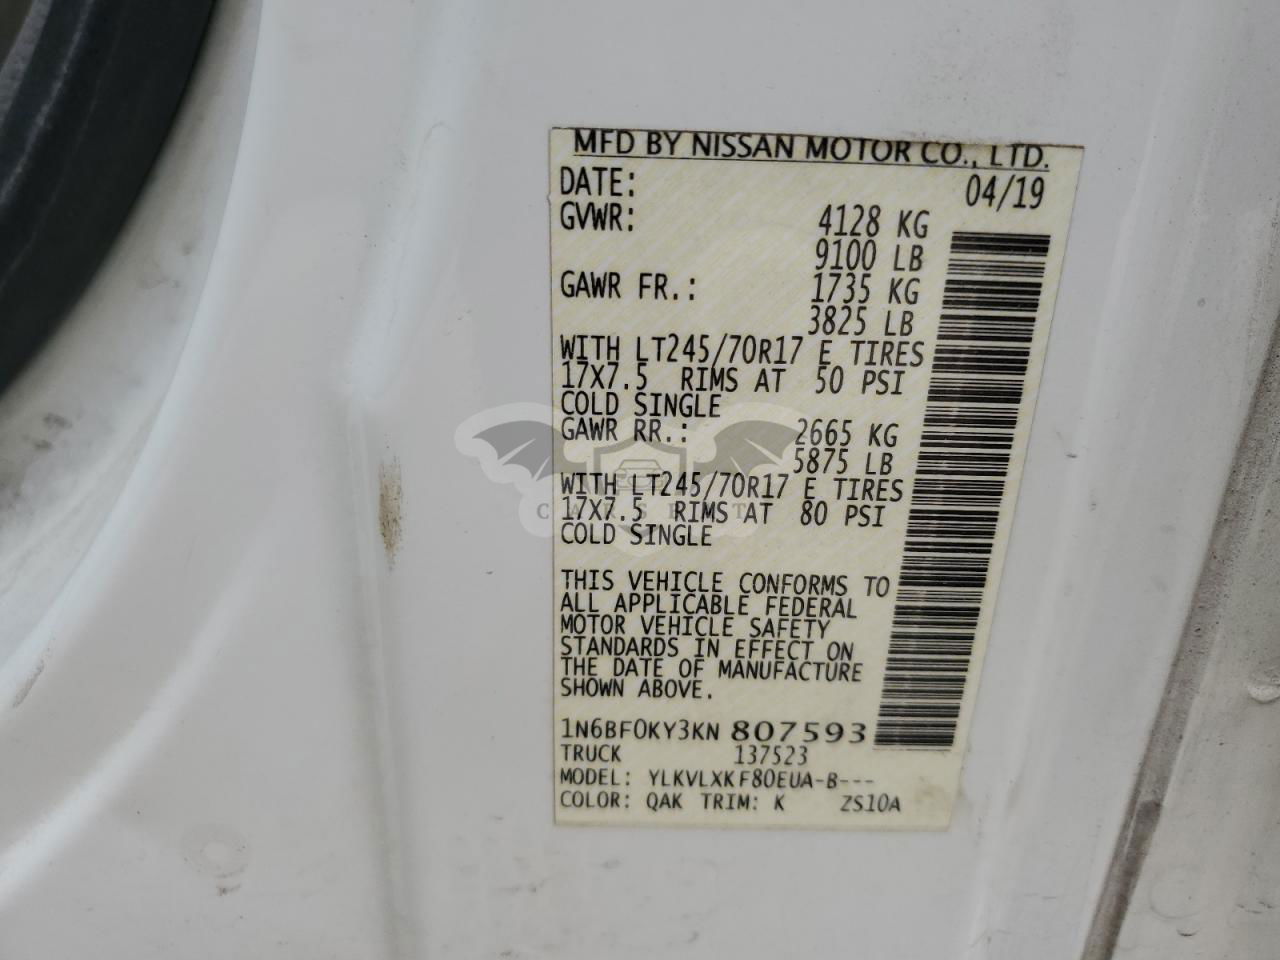 MFD BY NISSAN MOTOR CO., LTD.
DATE: 04/19
GVWR: 4128 KG
9100 LB
GAWR FR.: 1735 KG
3825 LB
WITH LT245/70R17 E TIRES
17X7.5 RIMS AT 50 PSI
COLD SINGLE
GAWR RR.: 2665 KG
5875 LB
WITH LT245/70R17 E TIRES
17X7.5 RIMS AT 80 PSI
COLD SINGLE
THIS VEHICLE CONFORMS TO
ALL APPLICABLE FEDERAL
MOTOR VEHICLE SAFETY
STANDARDS IN EFFECT ON
THE DATE OF MANUFACTURE
SHOWN ABOVE.
1N6BF0KY3KN 807593
TRUCK 137523
MODEL: YLKVLXKF80EUA-B---
COLOR: QAK TRIM: K ZS10A